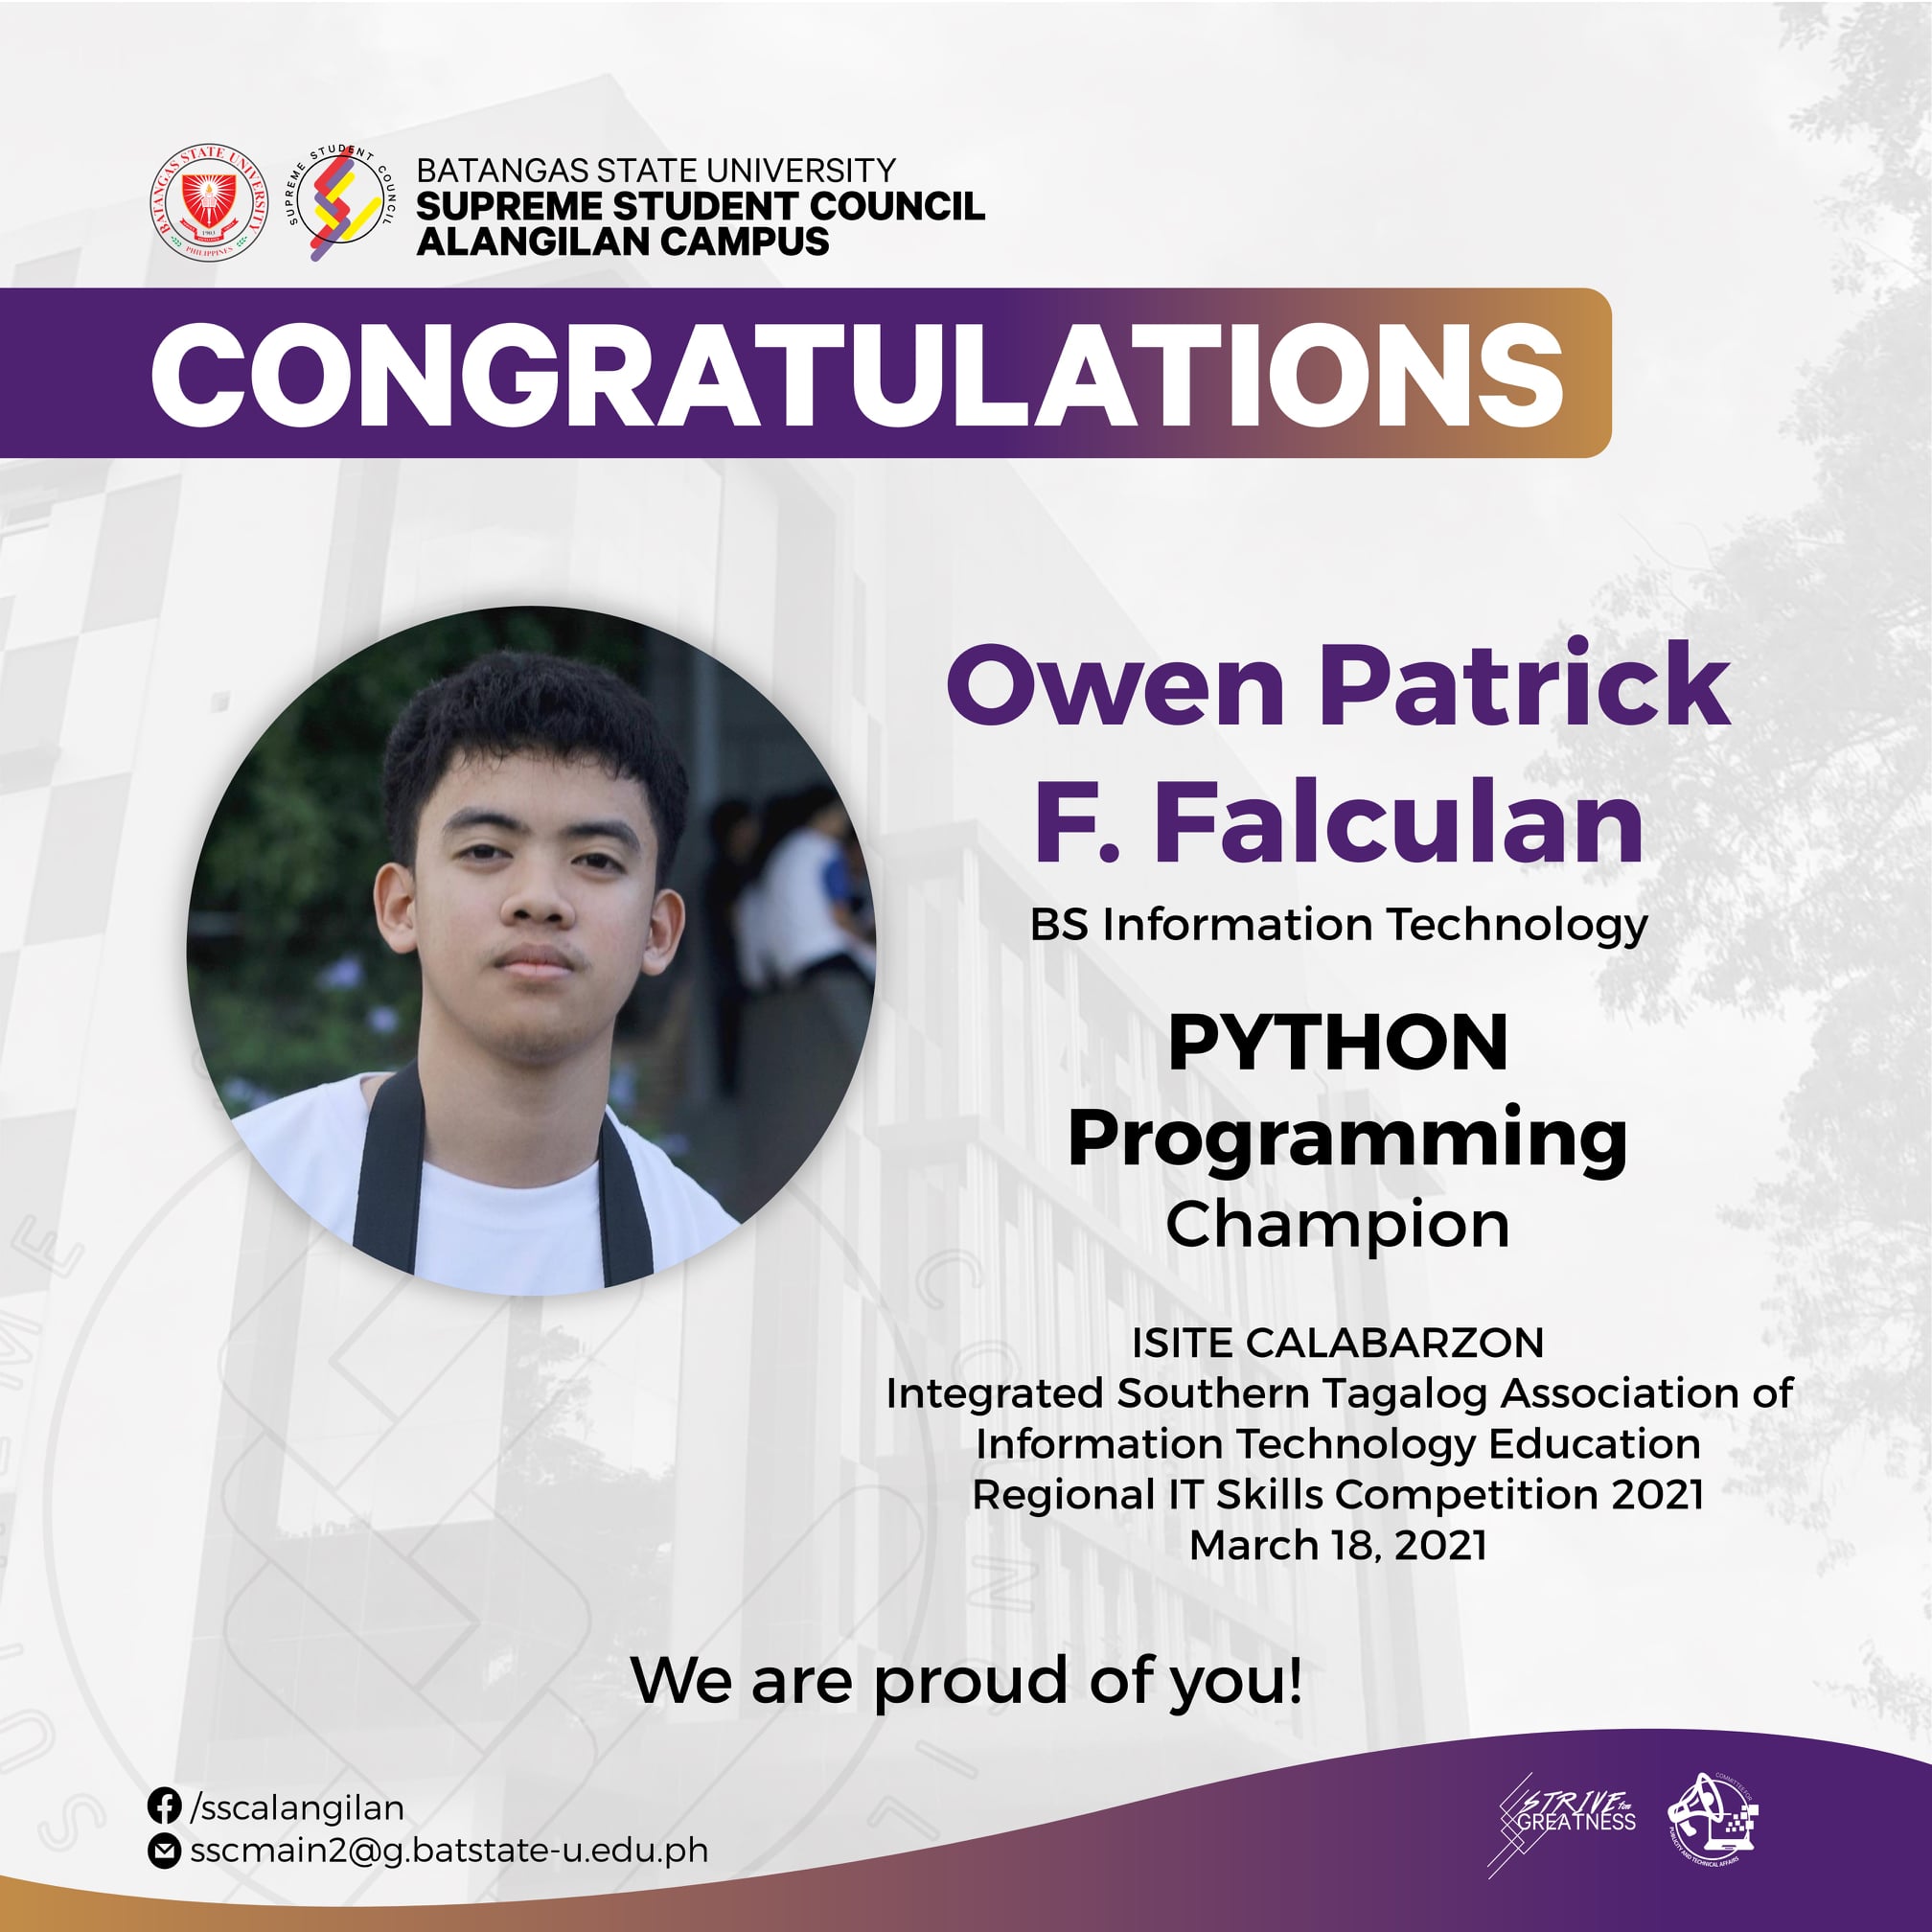 BATANGAS STATE UNIVERSITY
PHILIPPINES
1903
SUPREME STUDENT COUNCIL
BATANGAS STATE UNIVERSITY
SUPREME STUDENT COUNCIL
ALANGILAN CAMPUS
CONGRATULATIONS
Owen Patrick
F. Falculan
BS Information Technology
PYTHON
Programming
Champion
ISITE CALABARZON
Integrated Southern Tagalog Association of
Information Technology Education
Regional IT Skills Competition 2021
March 18, 2021
We are proud of you!
/sscalangilan
sscmain2@g.batstate-u.edu.ph
STRIVE for
GREATNESS
COMMITTEE FOR
PUBLICITY AND TECHNICAL AFFAIRS